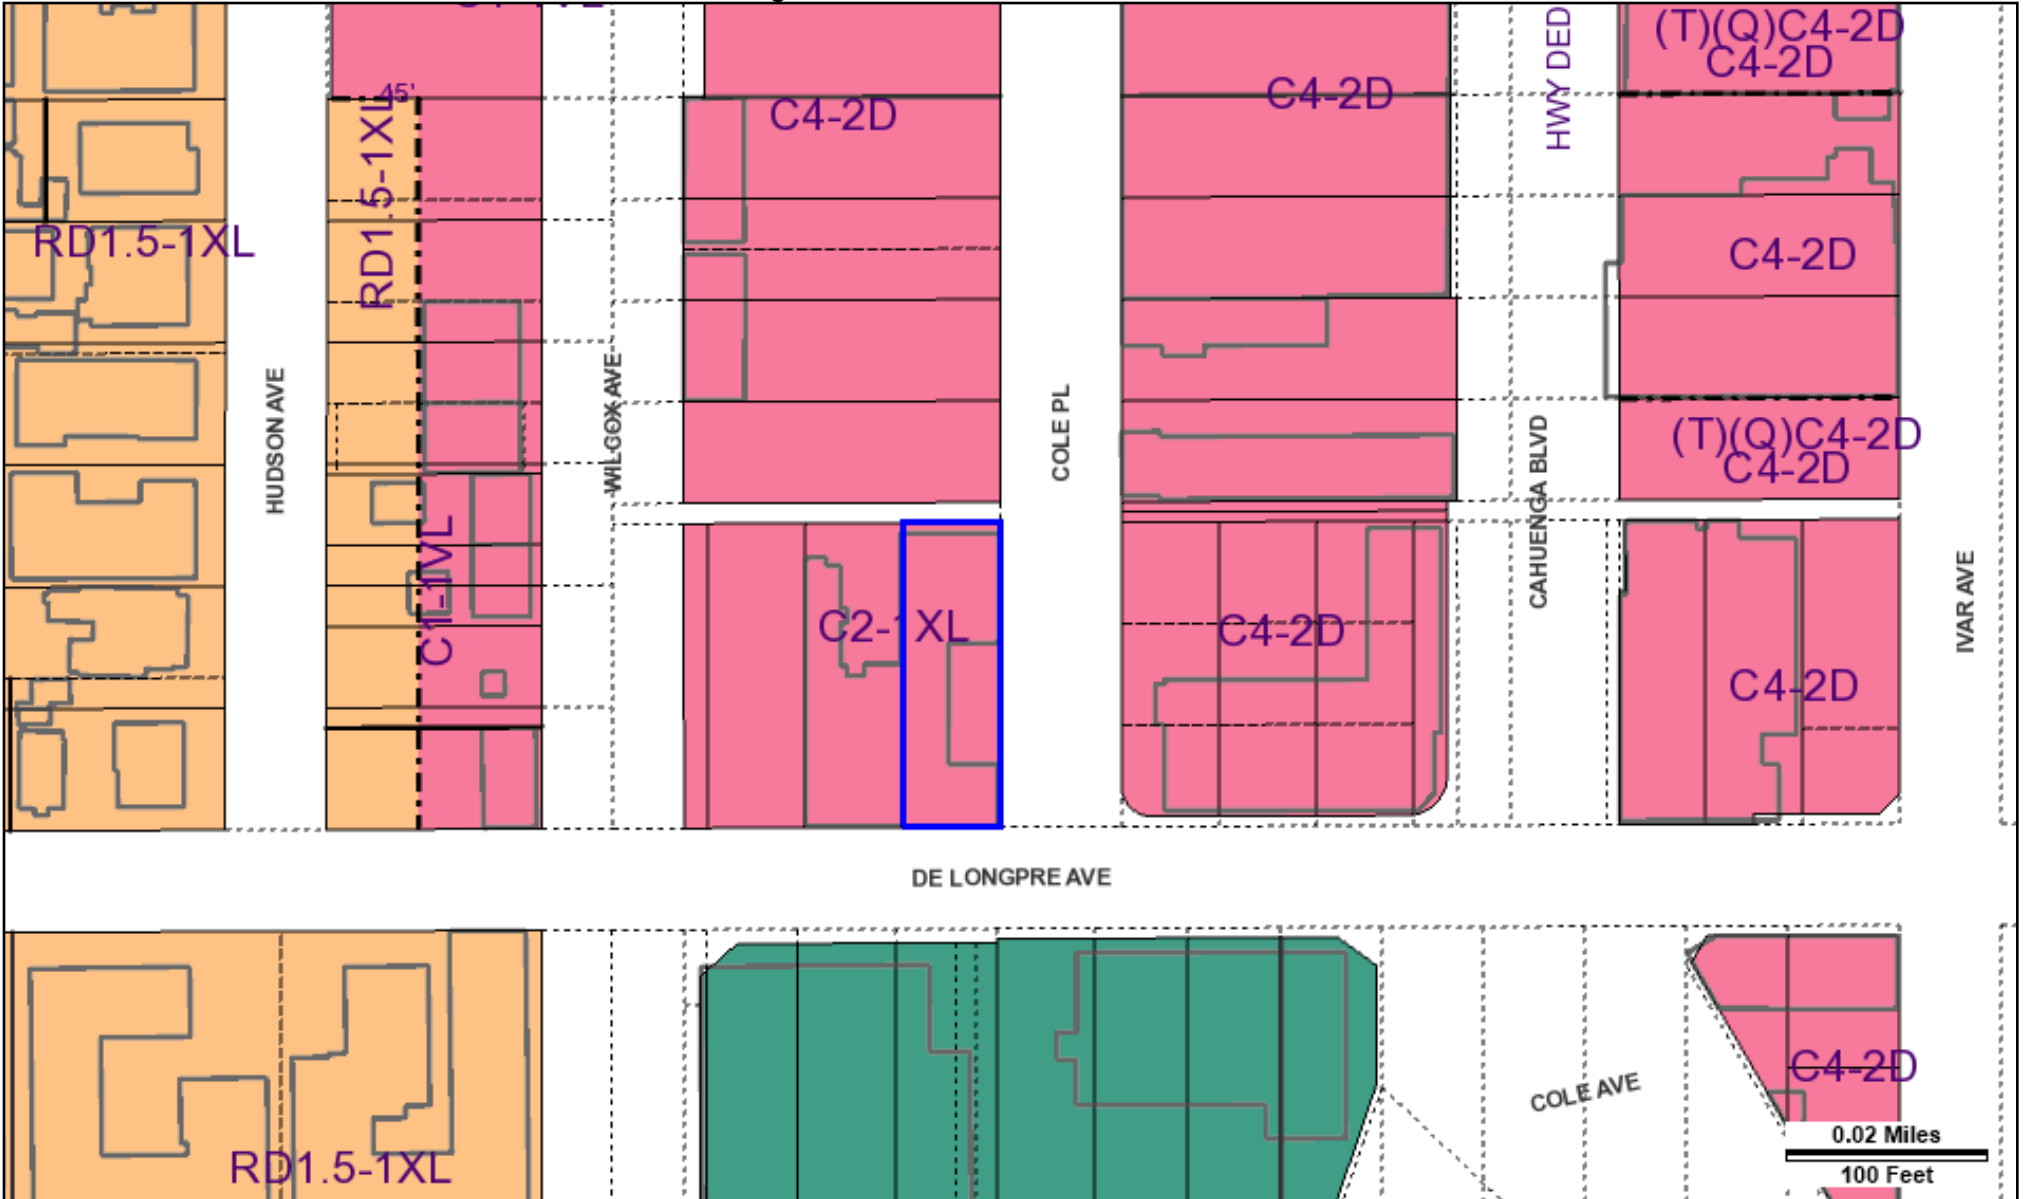 (T)(Q)C4-2D
C4-2D
HWY DED
C4-2D
45'
C4-2D
RD1.5-1XL
RD1.5-1XL
C4-2D
HUDSON AVE
WILCOX AVE
COLE PL
CAHUENGA BLVD
(T)(Q)C4-2D
C4-2D
C1-1VL
C2-1XL
C4-2D
IVAR AVE
C4-2D
DE LONGPRE AVE
C4-2D
COLE AVE
RD1.5-1XL
0.02 Miles
100 Feet